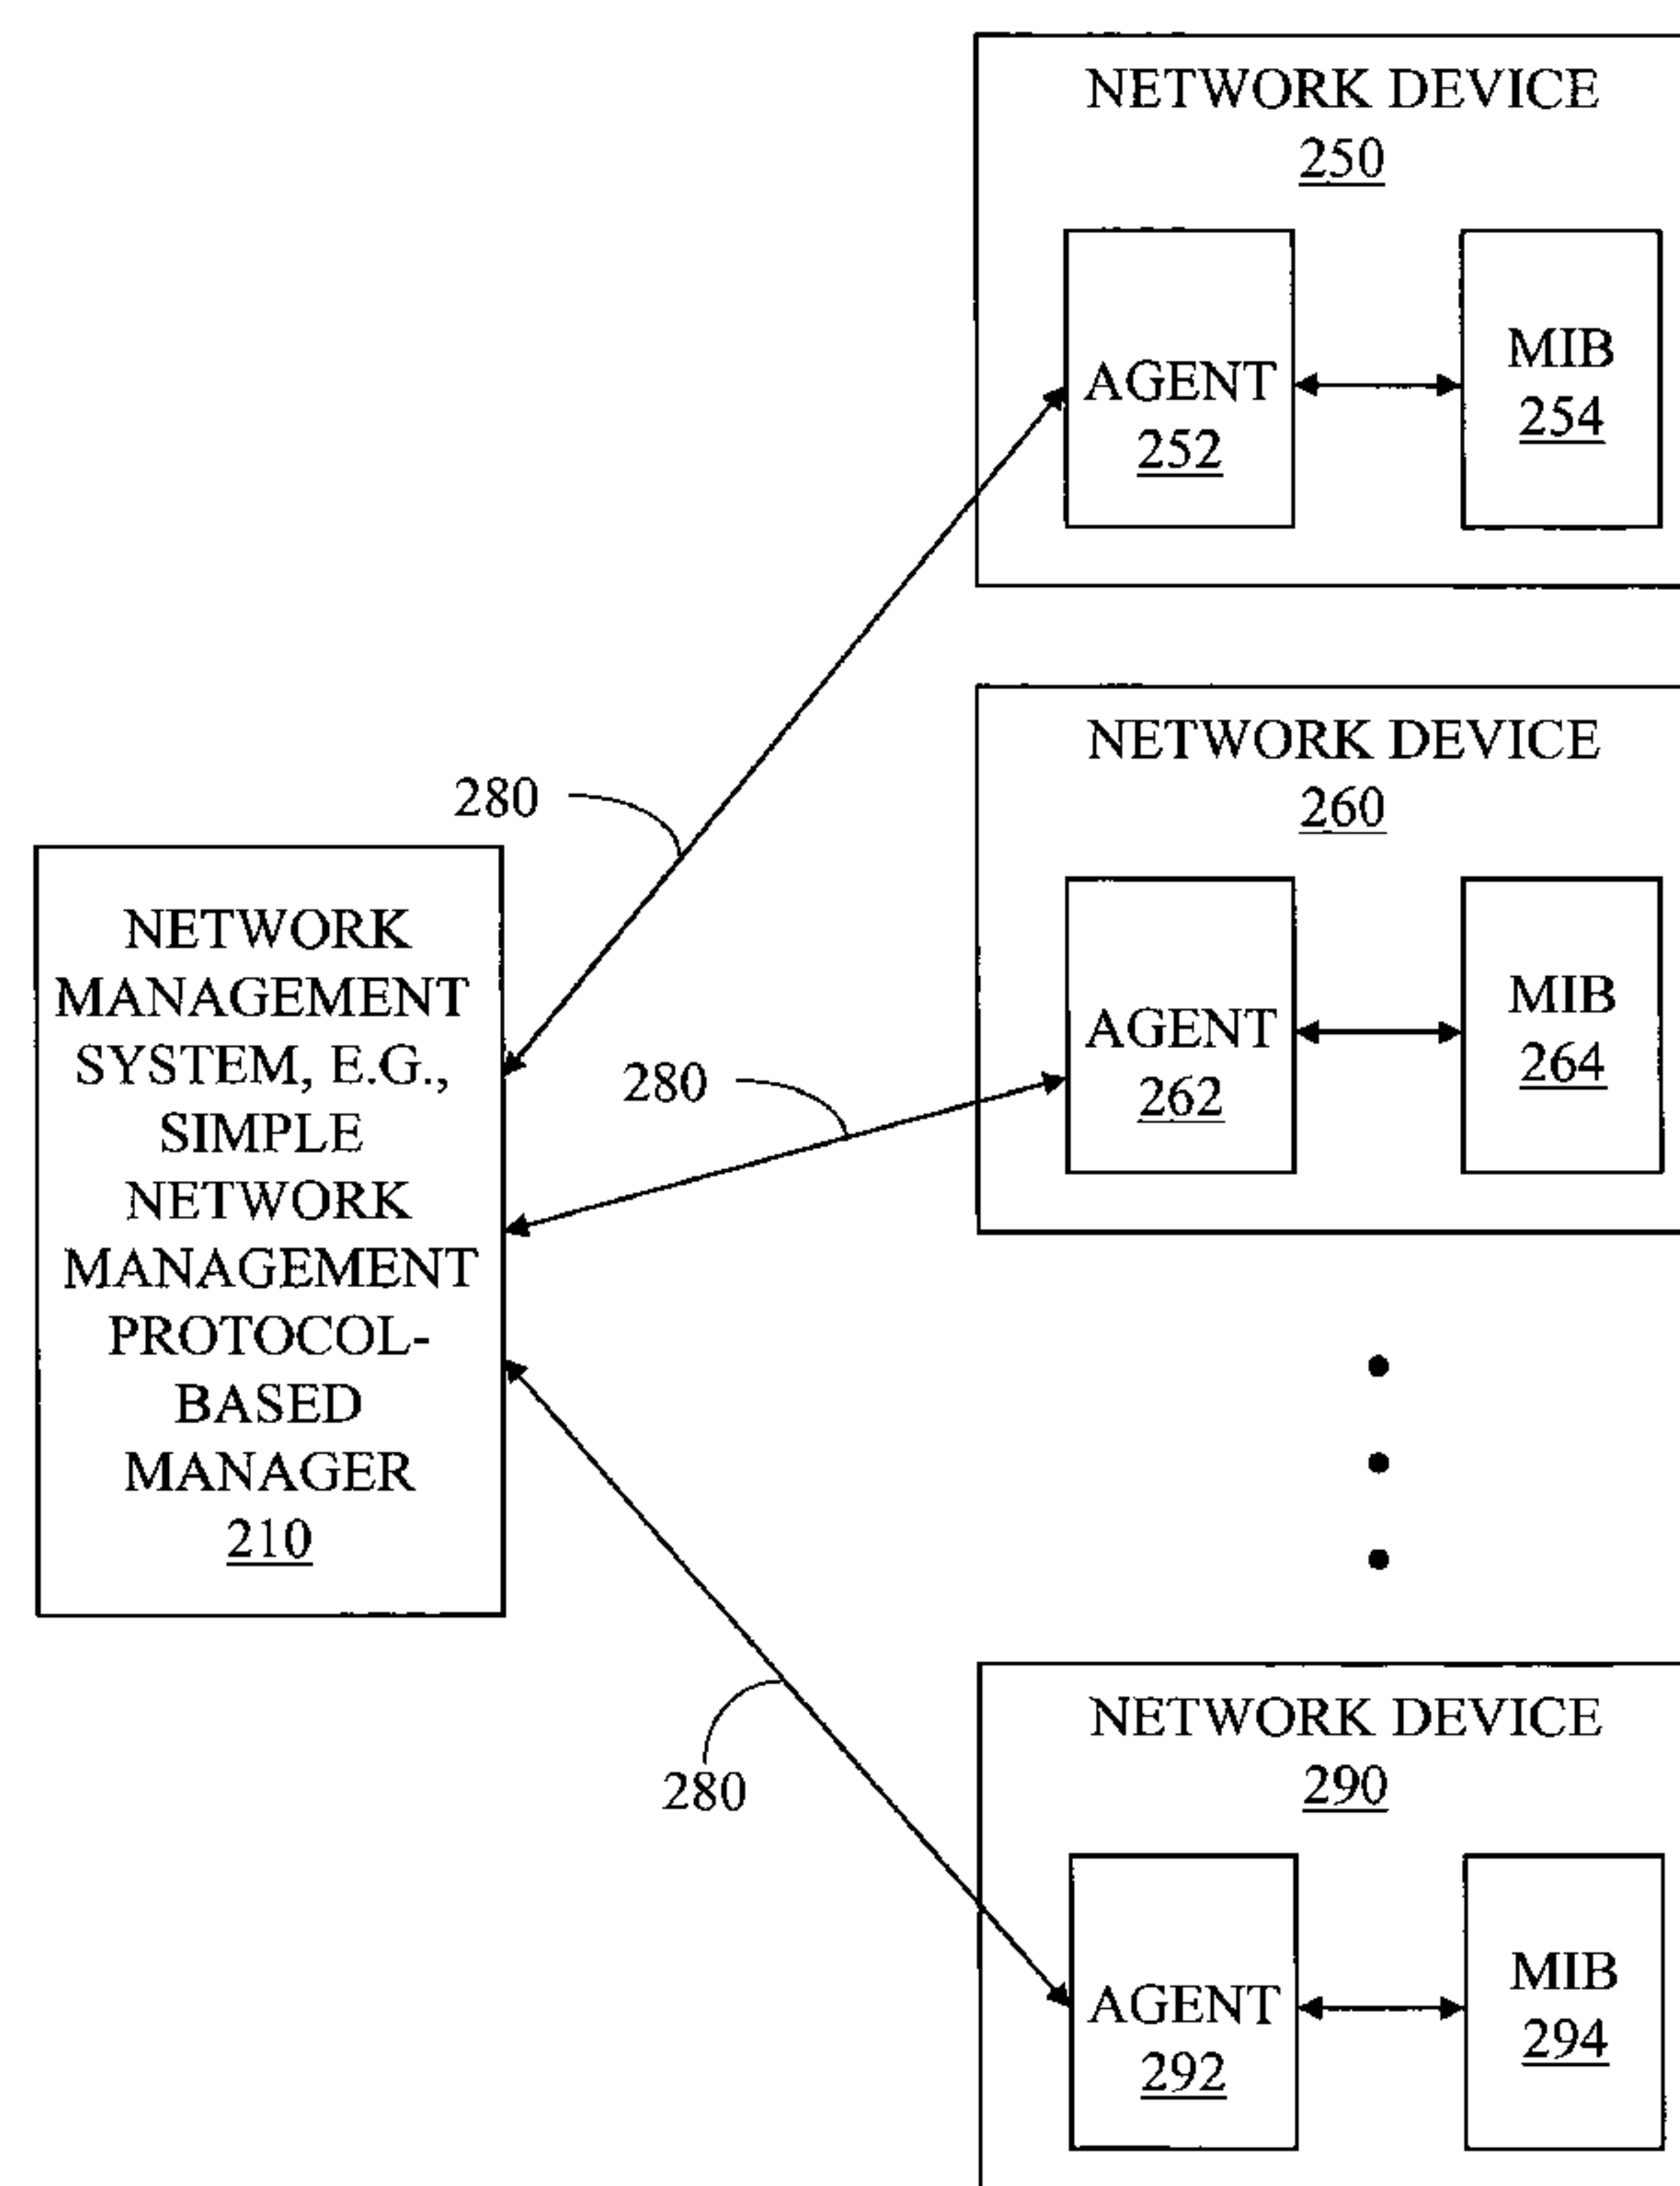 NETWORK DEVICE
250
AGENT
252
MIB
254
280
NETWORK DEVICE
260
AGENT
262
MIB
264
280
NETWORK
MANAGEMENT
SYSTEM, E.G.,
SIMPLE
NETWORK
MANAGEMENT
PROTOCOL-
BASED
MANAGER
210
280
NETWORK DEVICE
290
AGENT
292
MIB
294